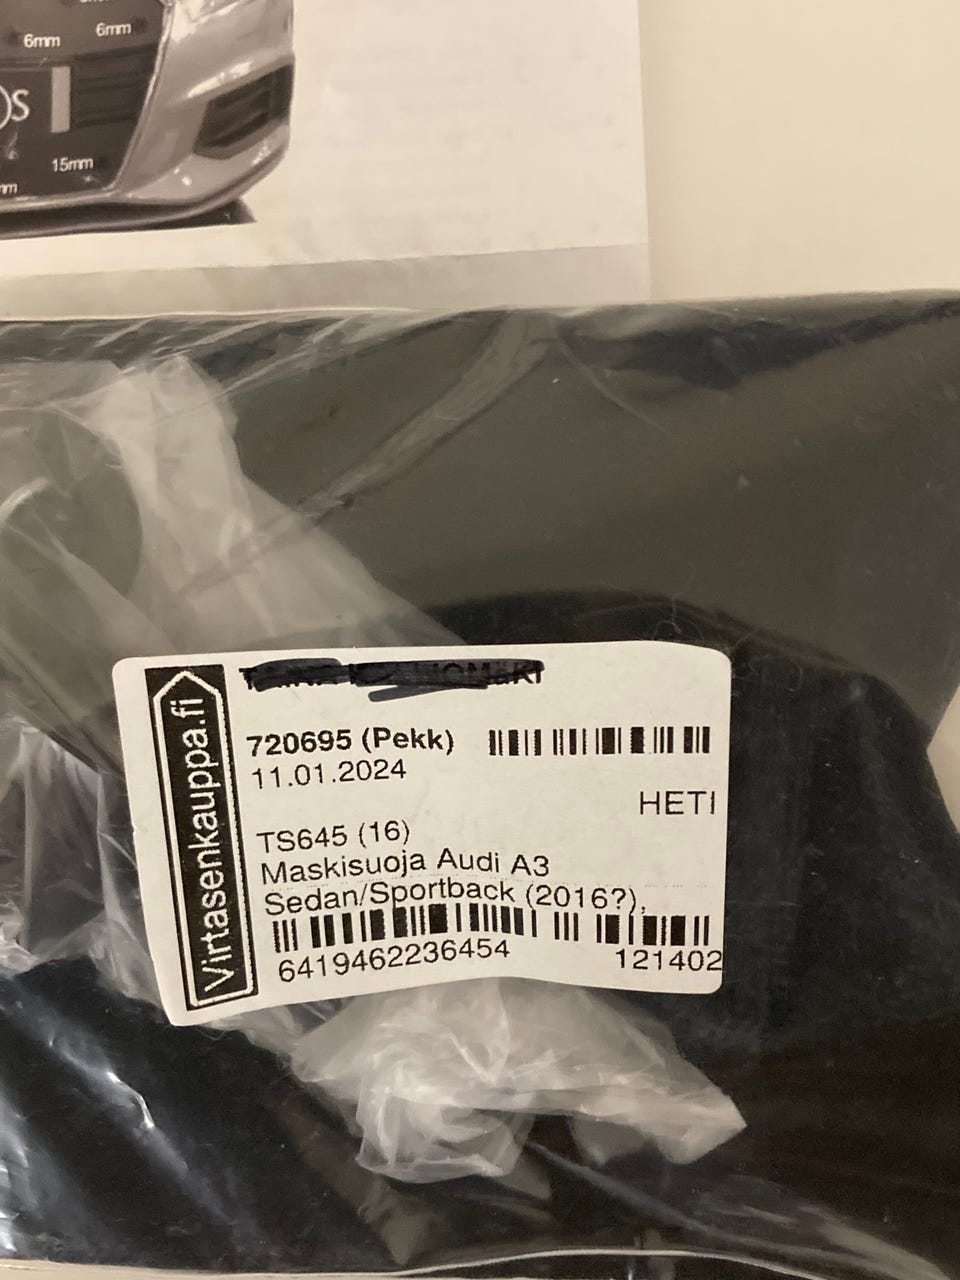 6mm
6mm
15mm
Virtasenkauppa.fi
720695 (Pekk)
11.01.2024
HETI
TS645 (16)
Maskisuoja Audi A3
Sedan/Sportback (2016?),
6419462236454
121402